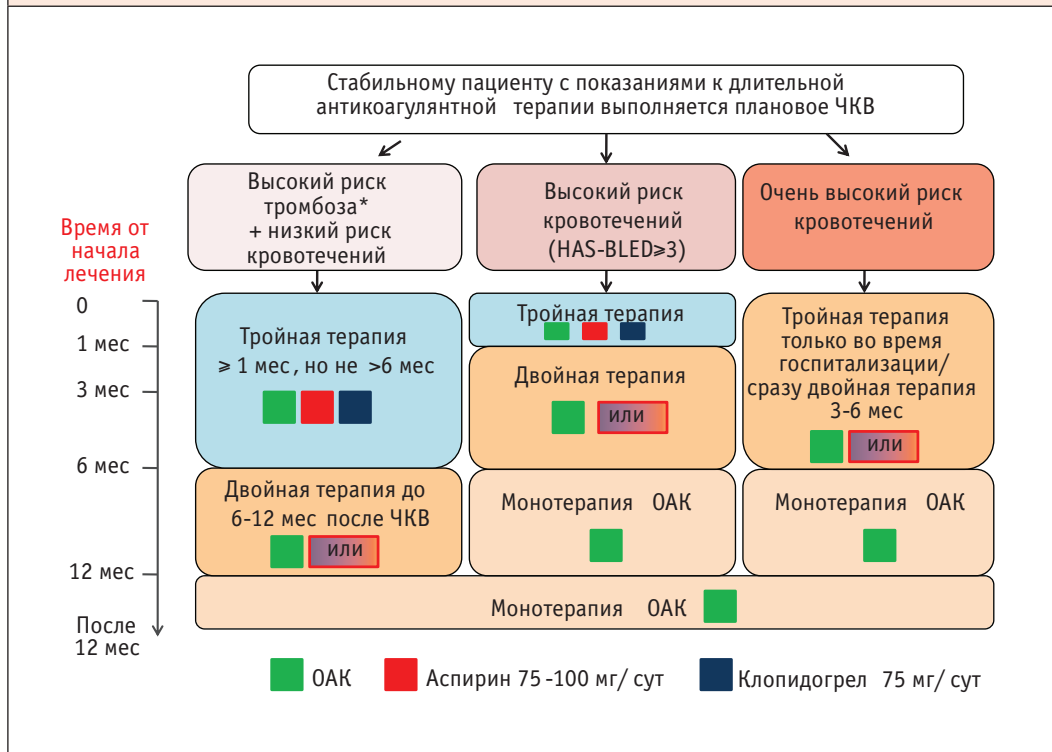 Стабильному пациенту с показаниями к длительной
антикоагулянтной терапии выполняется плановое ЧКВ
Высокий риск
тромбоза*
+ низкий риск
кровотечений
Высокий риск
кровотечений
(HAS-BLED⩾3)
Очень высокий риск
кровотечений
Время от
начала
лечения
0
1 мес
3 мес
6 мес
12 мес
После
12 мес
Тройная терапия
⩾ 1 мес, но не >6 мес
Двойная терапия до
6-12 мес после ЧКВ
или
Тройная терапия
Двойная терапия
или
Монотерапия ОАК
Тройная терапия
только во время
госпитализации/
сразу двойная терапия
3-6 мес
или
Монотерапия ОАК
Монотерапия ОАК
ОАК
Аспирин 75-100 мг/сут
Клопидогрел 75 мг/сут